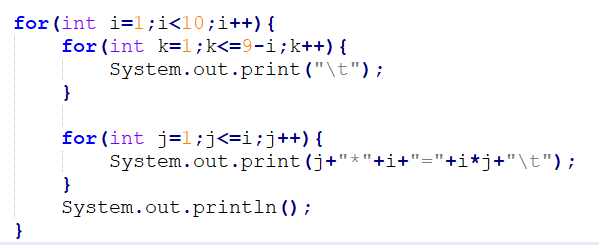 for(int i=1;i<10;i++){
    for(int k=1;k<=9-i;k++){
        System.out.print("\t");
    }

    for(int j=1;j<=i;j++){
        System.out.print(j+"*"+i+"="+i*j+"\t");
    }
    System.out.println();
}